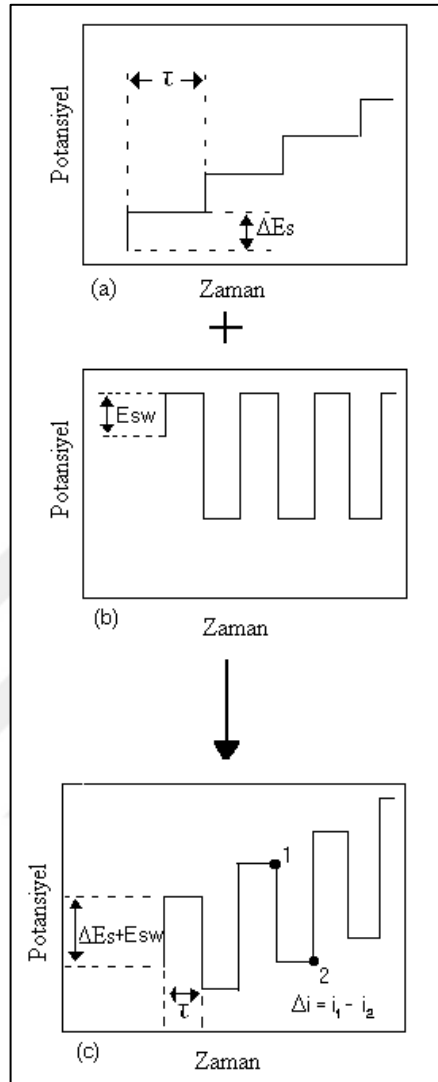 τ
Potansiyel
ΔEs
(a)
Zaman
+
Esw
Potansiyel
(b)
Zaman
1
ΔEs+Esw
Potansiyel
2
τ
Δi = i₁ - i₂
(c)
Zaman